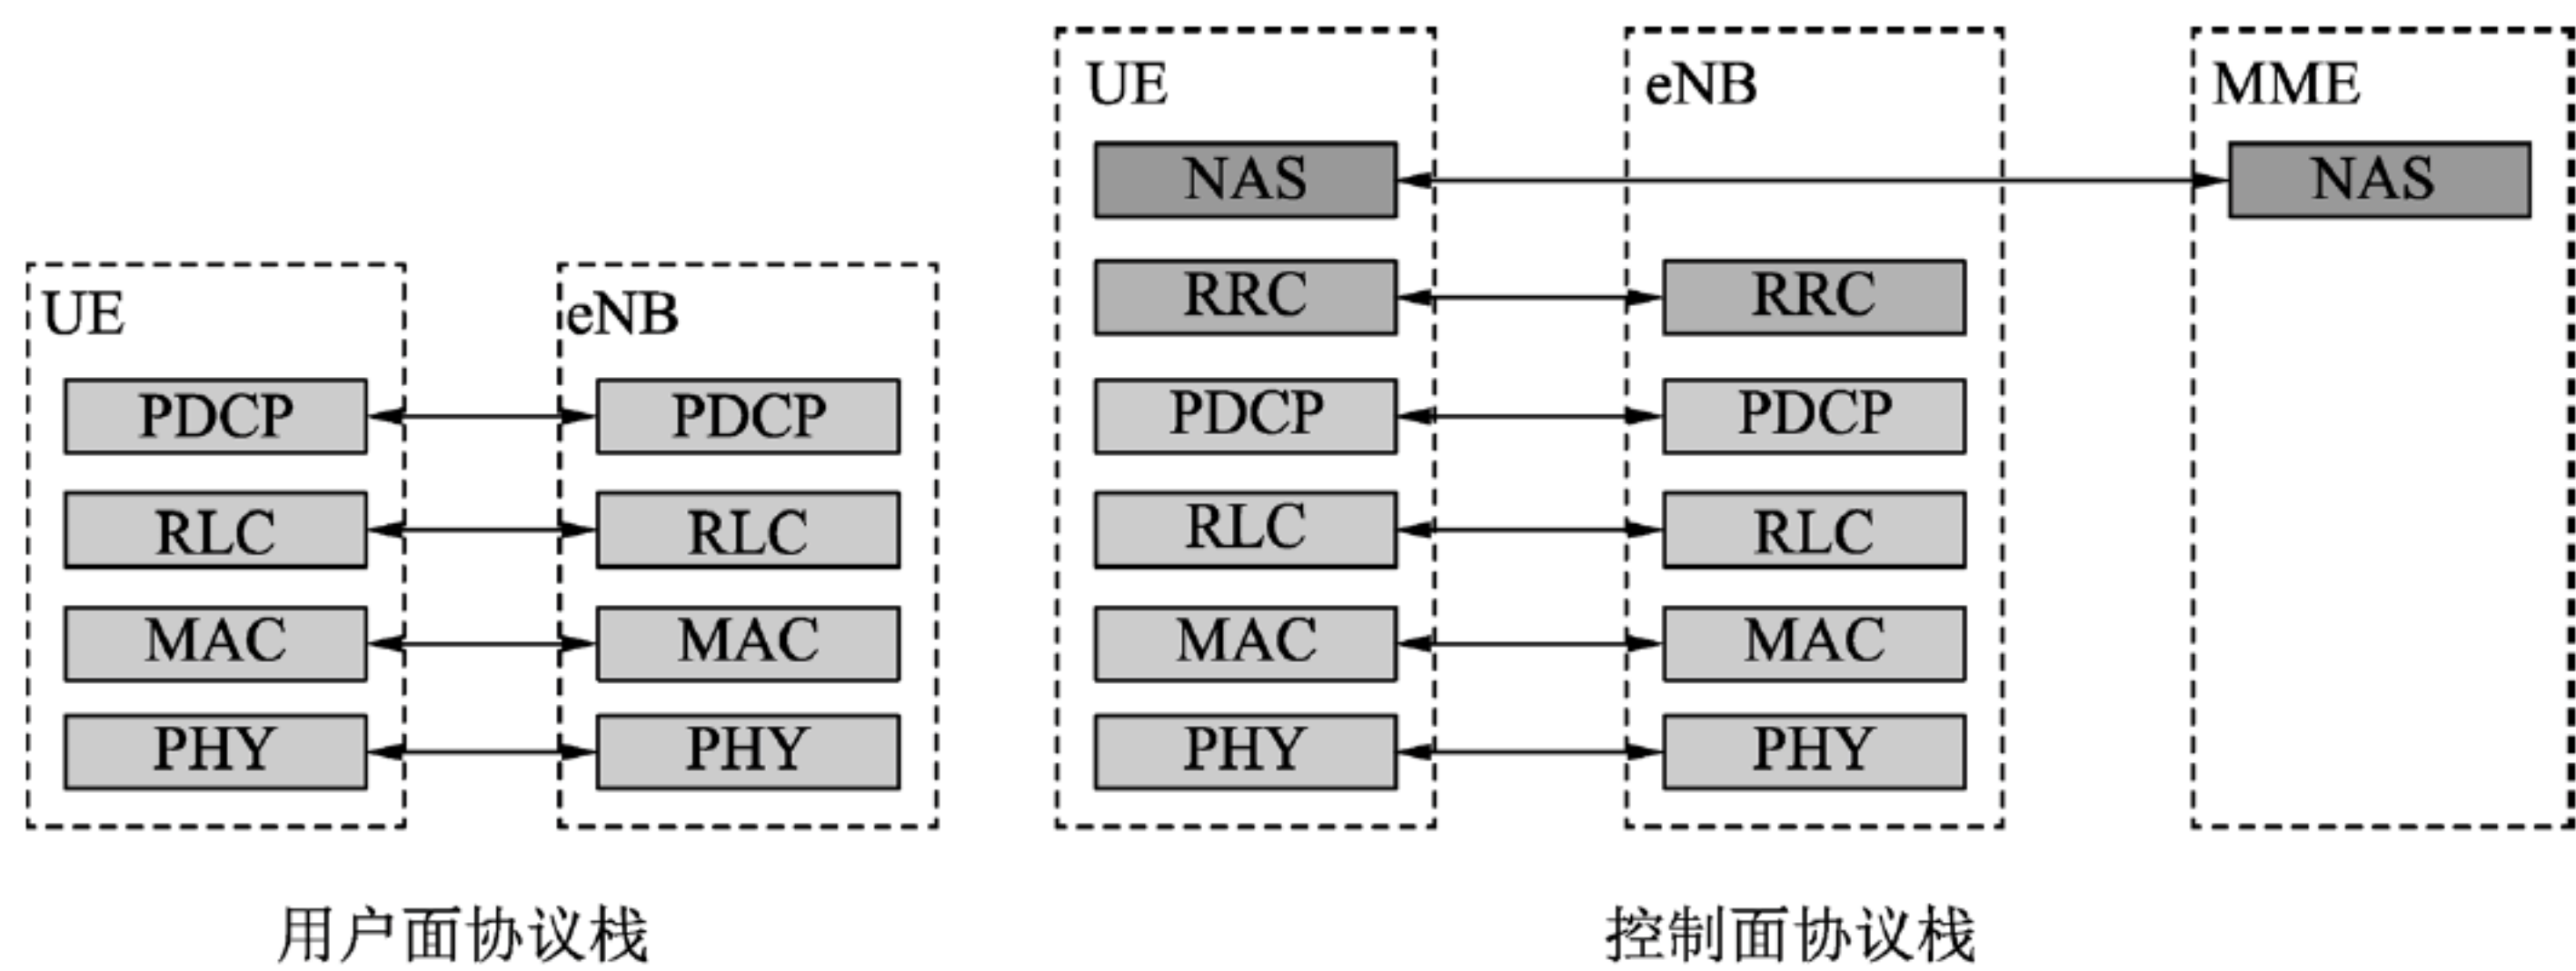 UE
eNB
PDCP
PDCP
RLC
RLC
MAC
MAC
PHY
PHY
用户面协议栈
UE
eNB
MME
NAS
NAS
RRC
RRC
PDCP
PDCP
RLC
RLC
MAC
MAC
PHY
PHY
控制面协议栈